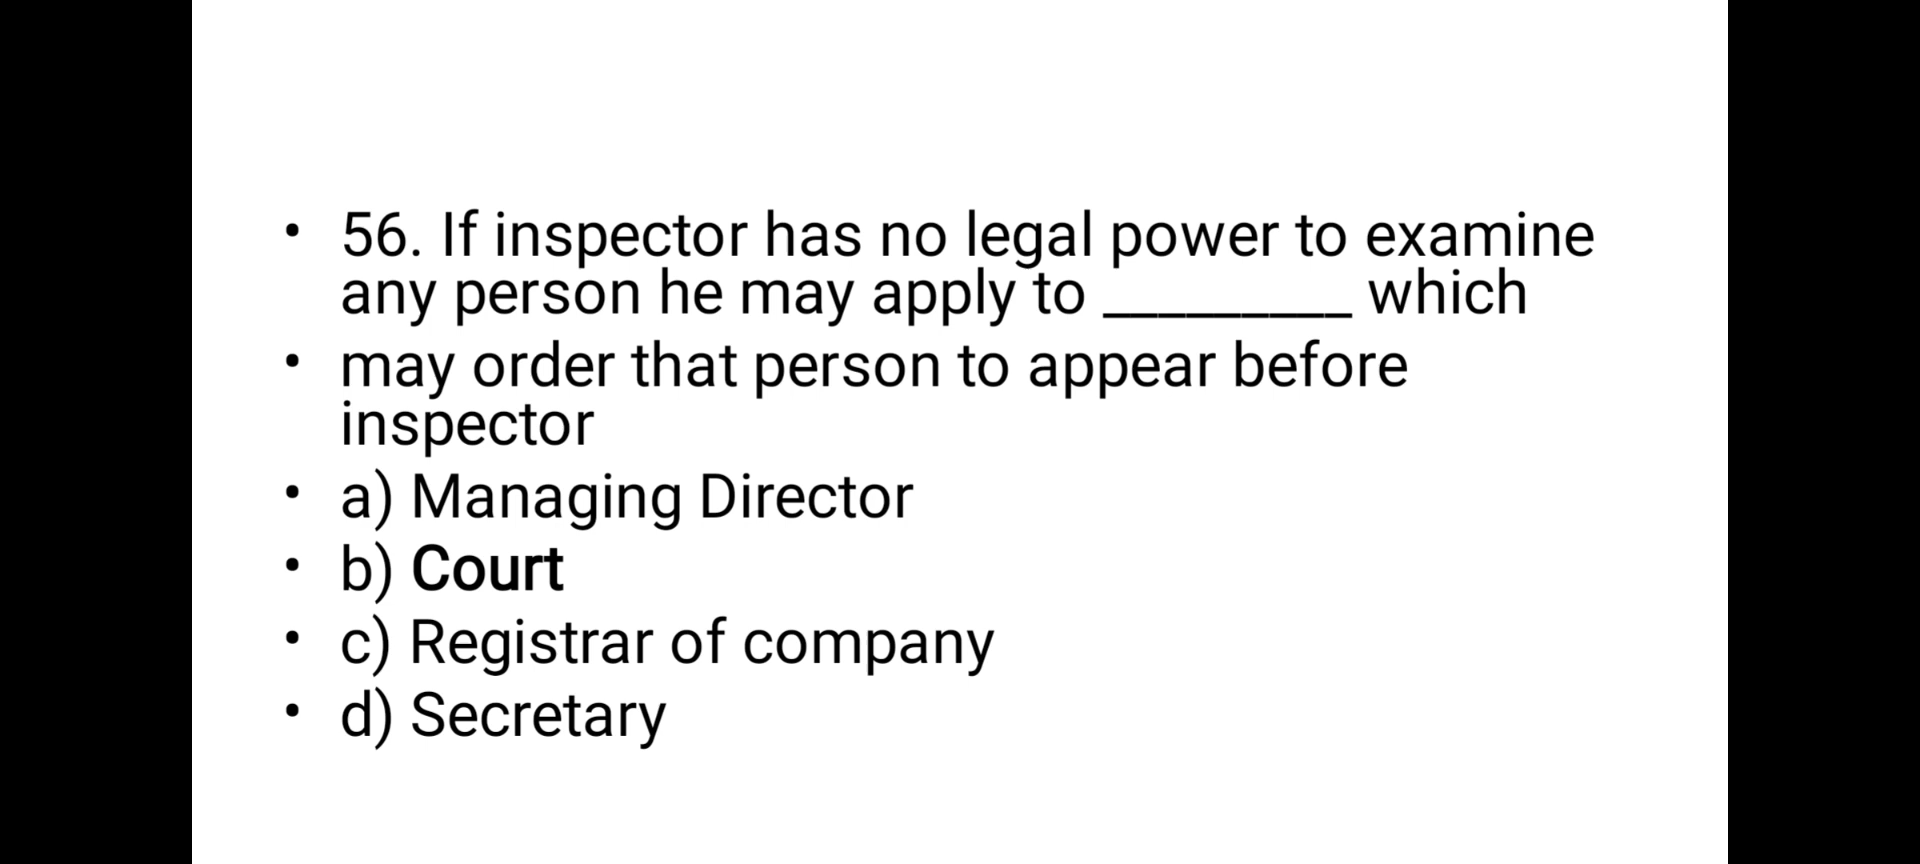 • 56. If inspector has no legal power to examine
any person he may apply to _________ which
• may order that person to appear before
inspector
• a) Managing Director
• b) Court
• c) Registrar of company
• d) Secretary